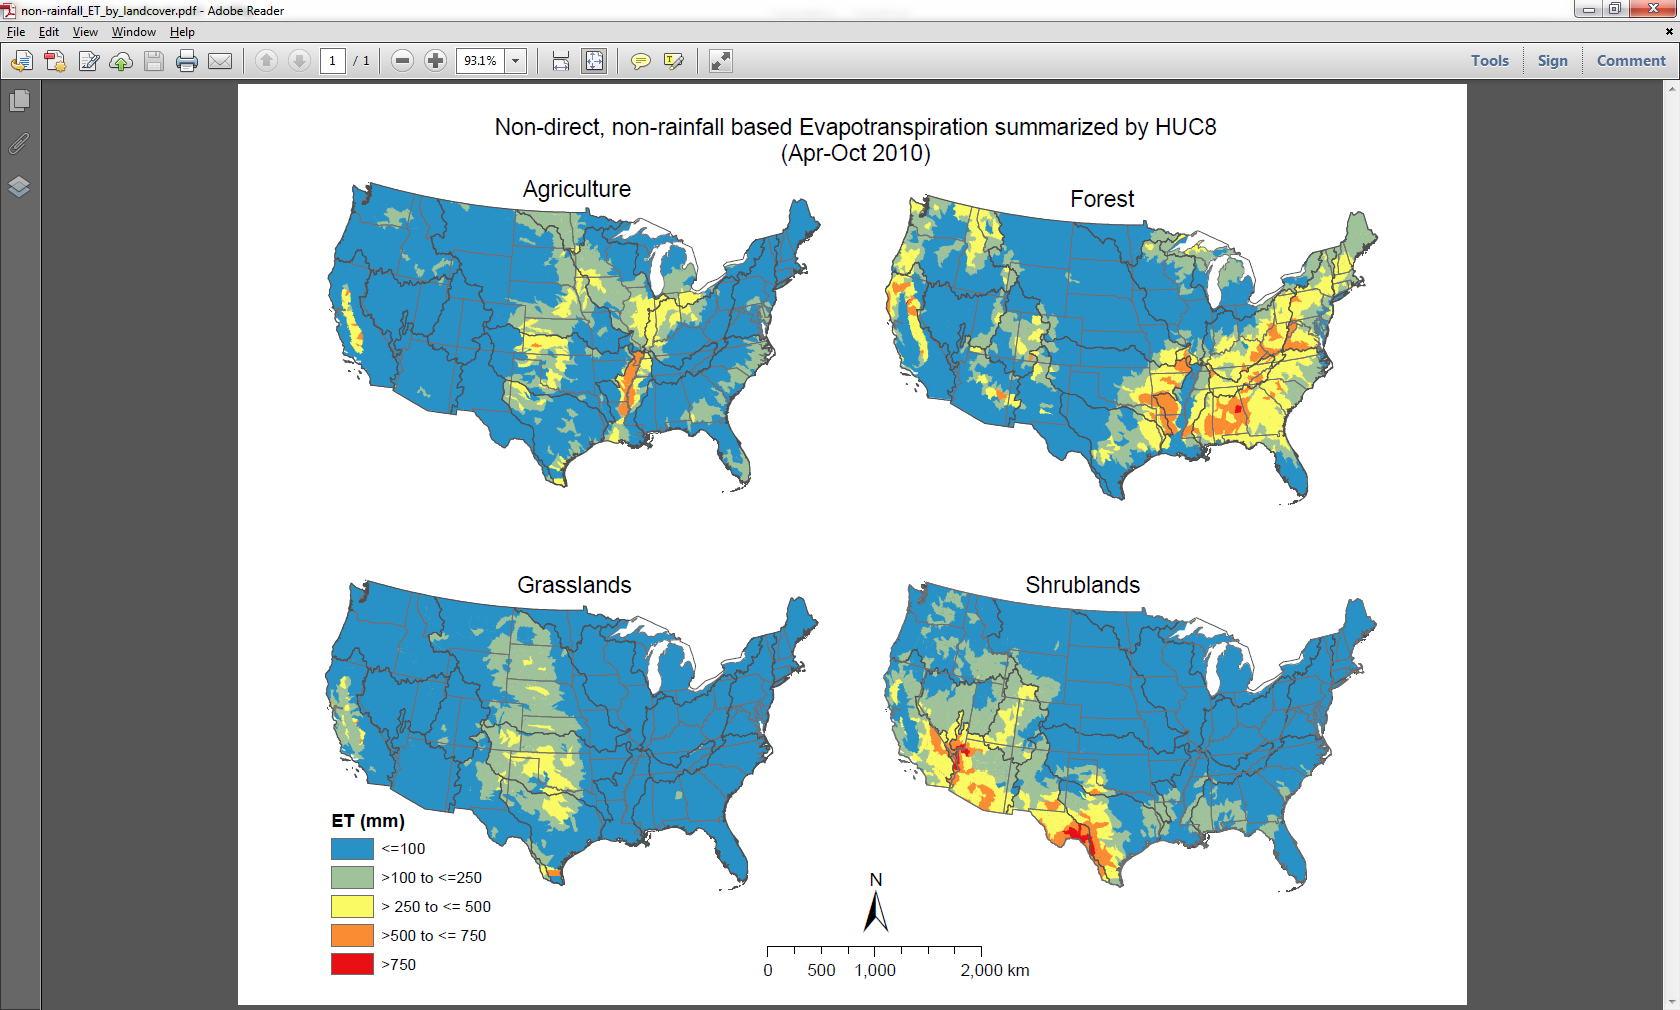 non-rainfall_ET_by_landcover.pdf - Adobe Reader
File Edit View Window Help
1 / 1 93.1% Tools Sign Comment
Non-direct, non-rainfall based Evapotranspiration summarized by HUC8
(Apr-Oct 2010)
Agriculture
Forest
Grasslands
Shrublands
ET (mm)
<=100
>100 to <=250
> 250 to <= 500
>500 to <= 750
>750
N
0 500 1,000 2,000 km